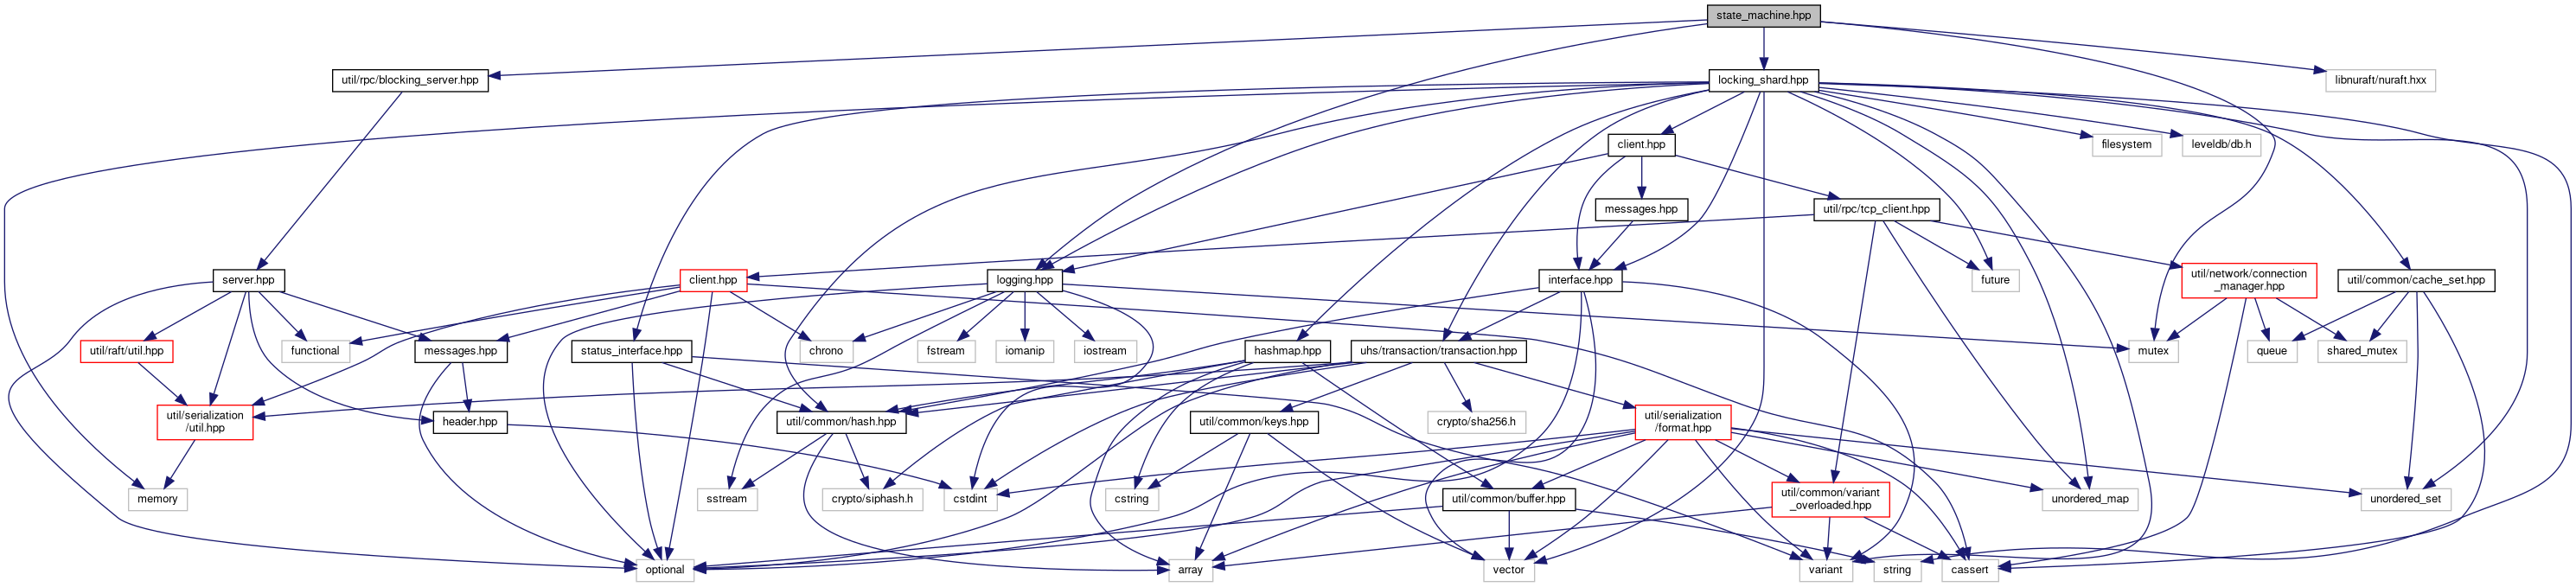 state_machine.hpp
util/rpc/blocking_server.hpp
locking_shard.hpp
libnuraft/nuraft.hxx
client.hpp
filesystem
leveldb/db.h
messages.hpp
util/rpc/tcp_client.hpp
server.hpp
client.hpp
logging.hpp
interface.hpp
future
util/network/connection
_manager.hpp
util/common/cache_set.hpp
util/raft/util.hpp
functional
messages.hpp
status_interface.hpp
chrono
fstream
iomanip
iostream
hashmap.hpp
uhs/transaction/transaction.hpp
mutex
queue
shared_mutex
util/serialization
/util.hpp
header.hpp
util/common/hash.hpp
util/common/keys.hpp
crypto/sha256.h
util/serialization
/format.hpp
memory
sstream
crypto/siphash.h
cstdint
cstring
util/common/buffer.hpp
util/common/variant
_overloaded.hpp
unordered_map
unordered_set
optional
array
vector
variant
string
cassert